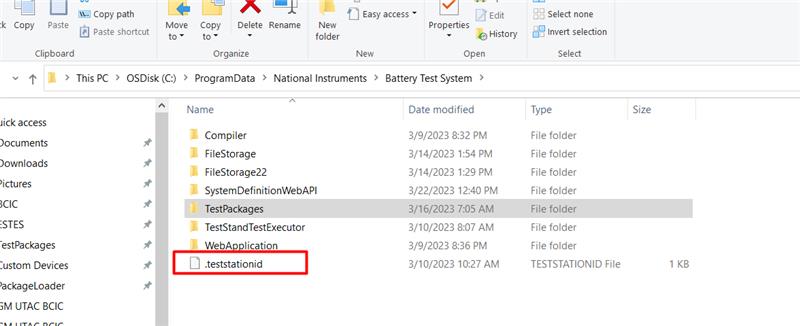 Copy
Paste
Copy path
Paste shortcut
Move to
Copy to
Delete
Rename
New folder
Easy access
Properties
Open
Edit
History
Select none
Invert selection
Clipboard
Organize
New
Open
Select
This PC > OSDisk (C:) > ProgramData > National Instruments > Battery Test System >
Name Date modified Type Size
uick access
Documents
ownloads
Pictures
BCIC
ESTES
TestPackages
Custom Devices
PackageLoader
GM UTAC BCIC
GM UTAC BCIC
Compiler 3/9/2023 8:32 PM File folder
FileStorage 3/14/2023 1:54 PM File folder
FileStorage22 3/14/2023 1:29 PM File folder
SystemDefinitionWebAPI 3/22/2023 12:40 PM File folder
TestPackages 3/16/2023 7:05 AM File folder
TestStandTestExecutor 3/10/2023 8:07 AM File folder
WebApplication 3/9/2023 8:36 PM File folder
.teststationid 3/10/2023 10:27 AM TESTSTATIONID File 1 KB